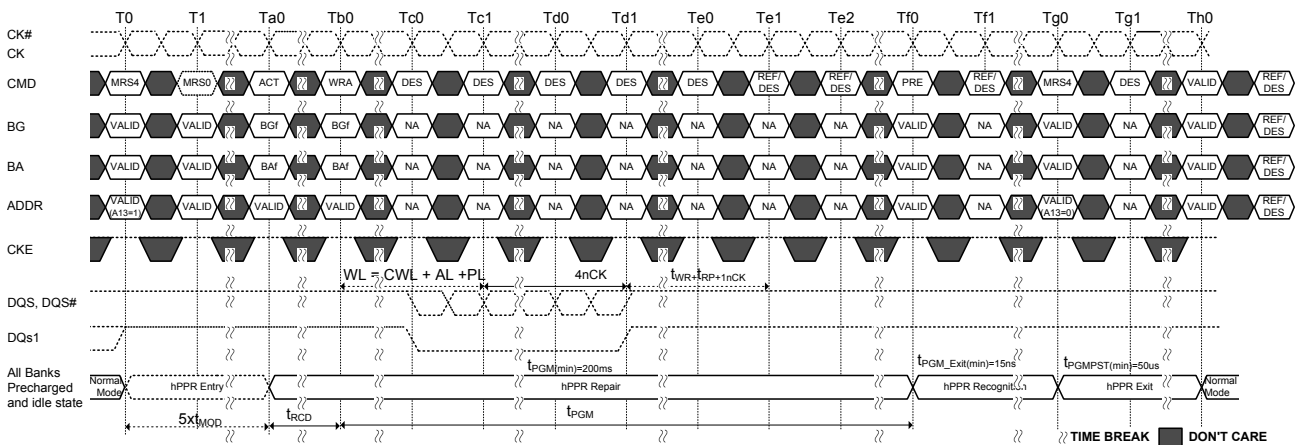 T0 T1 Ta0 Tb0 Tc0 Tc1 Td0 Td1 Te0 Te1 Te2 Tf0 Tf1 Tg0 Tg1 Th0
CK#
CK
CMD MRS4 MRS0 ACT WRA DES DES DES DES DES REF/DES REF/DES PRE REF/DES MRS4 DES VALID REF/DES
BG VALID VALID BGf BGf NA NA NA NA NA NA NA VALID NA VALID NA VALID REF/DES
BA VALID VALID BAf BAf NA NA NA NA NA NA NA VALID NA VALID NA VALID REF/DES
ADDR VALID (A13=1) VALID VALID VALID NA NA NA NA NA NA NA VALID NA VALID (A13=0) NA VALID REF/DES
CKE
WL = CWL + AL +PL 4nCK tWR+tRP+1nCK
DQS, DQS#
DQs1
tPGM(min)=200ms tPGM_Exit(min)=15ns tPGMPST(min)=50us
All Banks
Precharged
and idle state
Normal Mode hPPR Entry hPPR Repair hPPR Recognition hPPR Exit Normal Mode
5xtMOD tRCD tPGM
TIME BREAK DON'T CARE